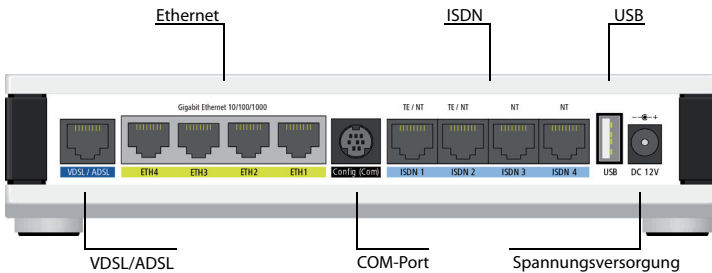 Ethernet ISDN USB
Gigabit Ethernet 10/100/1000 TE / NT TE / NT NT NT
VDSL / ADSL ETH4 ETH3 ETH2 ETH1 Config (Com) ISDN 1 ISDN 2 ISDN 3 ISDN 4 USB DC 12V
VDSL/ADSL COM-Port Spannungsversorgung